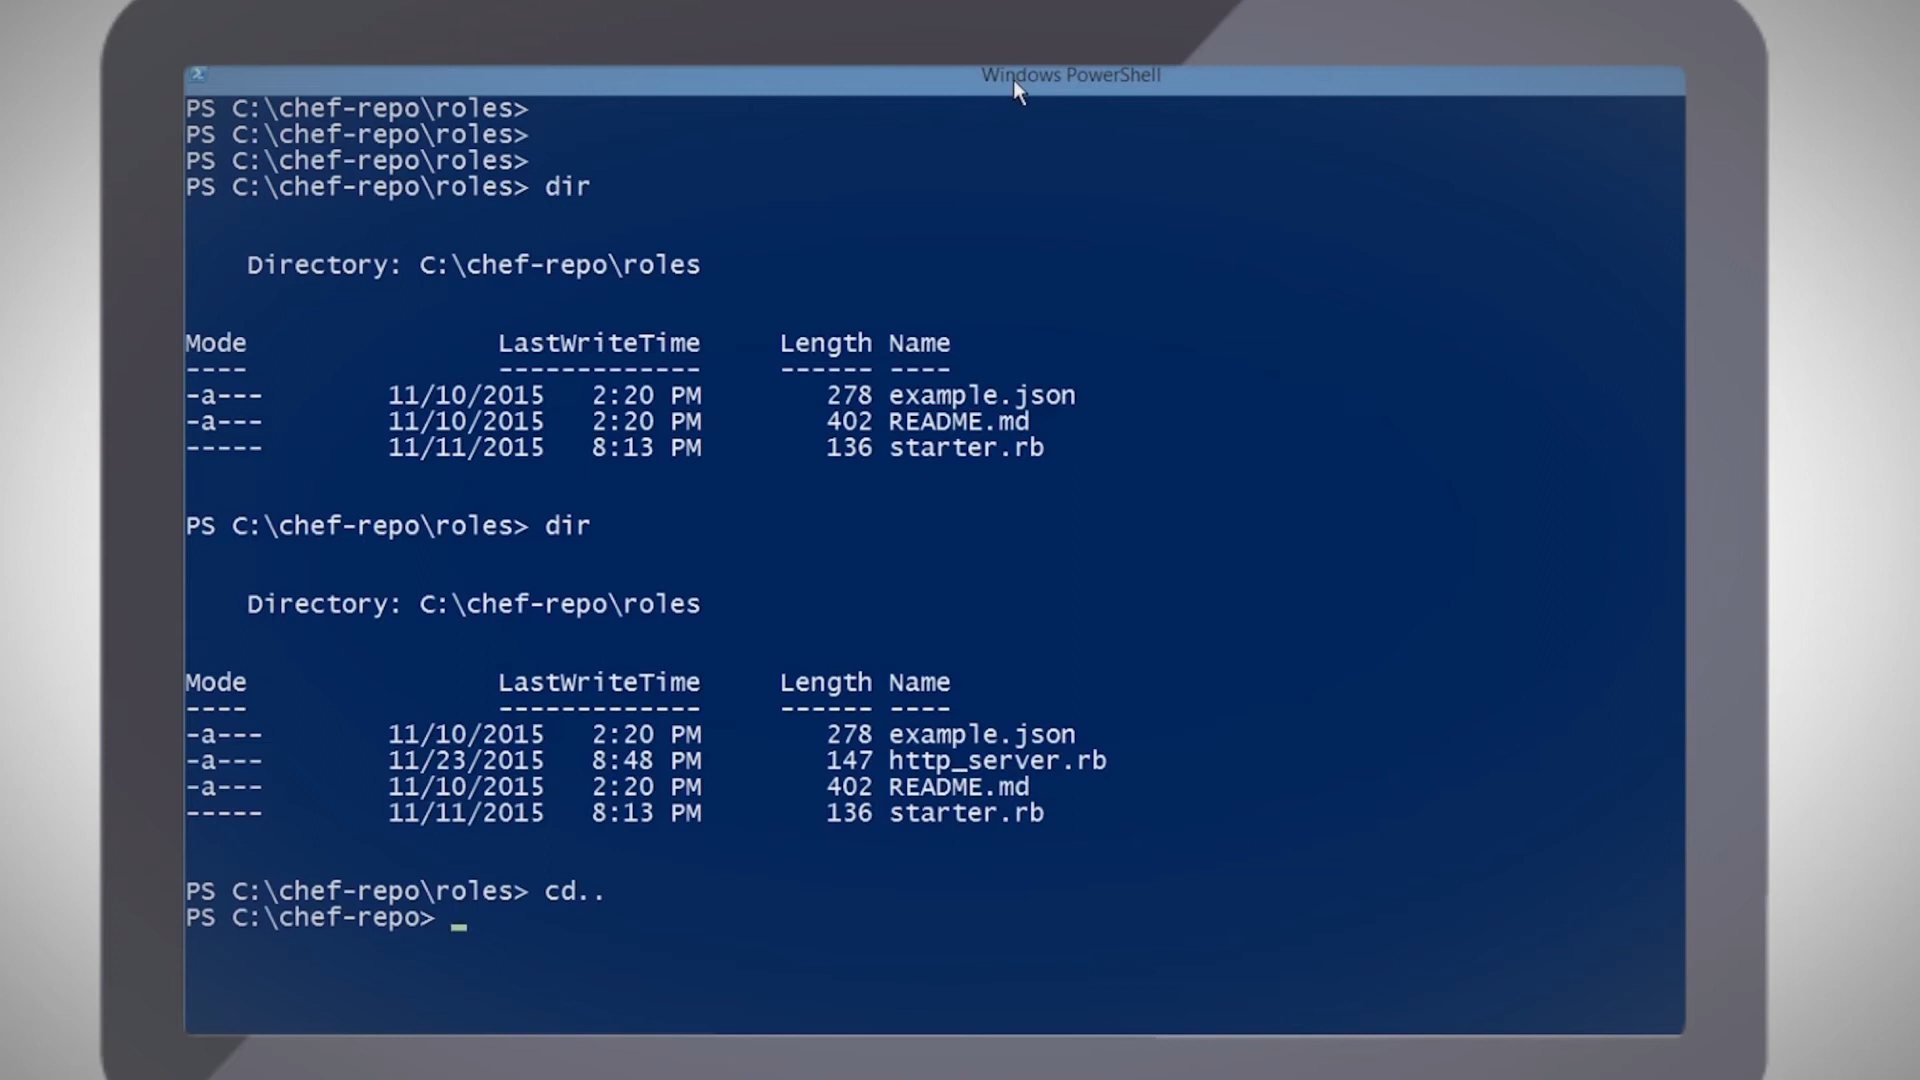 Windows PowerShell
PS C:\chef-repo\roles>
PS C:\chef-repo\roles>
PS C:\chef-repo\roles>
PS C:\chef-repo\roles> dir
Directory: C:\chef-repo\roles
Mode LastWriteTime Length Name
---- ------------- ------ ----
-a--- 11/10/2015 2:20 PM 278 example.json
-a--- 11/10/2015 2:20 PM 402 README.md
----- 11/11/2015 8:13 PM 136 starter.rb
PS C:\chef-repo\roles> dir
Directory: C:\chef-repo\roles
Mode LastWriteTime Length Name
---- ------------- ------ ----
-a--- 11/10/2015 2:20 PM 278 example.json
-a--- 11/23/2015 8:48 PM 147 http_server.rb
-a--- 11/10/2015 2:20 PM 402 README.md
----- 11/11/2015 8:13 PM 136 starter.rb
PS C:\chef-repo\roles> cd..
PS C:\chef-repo> _